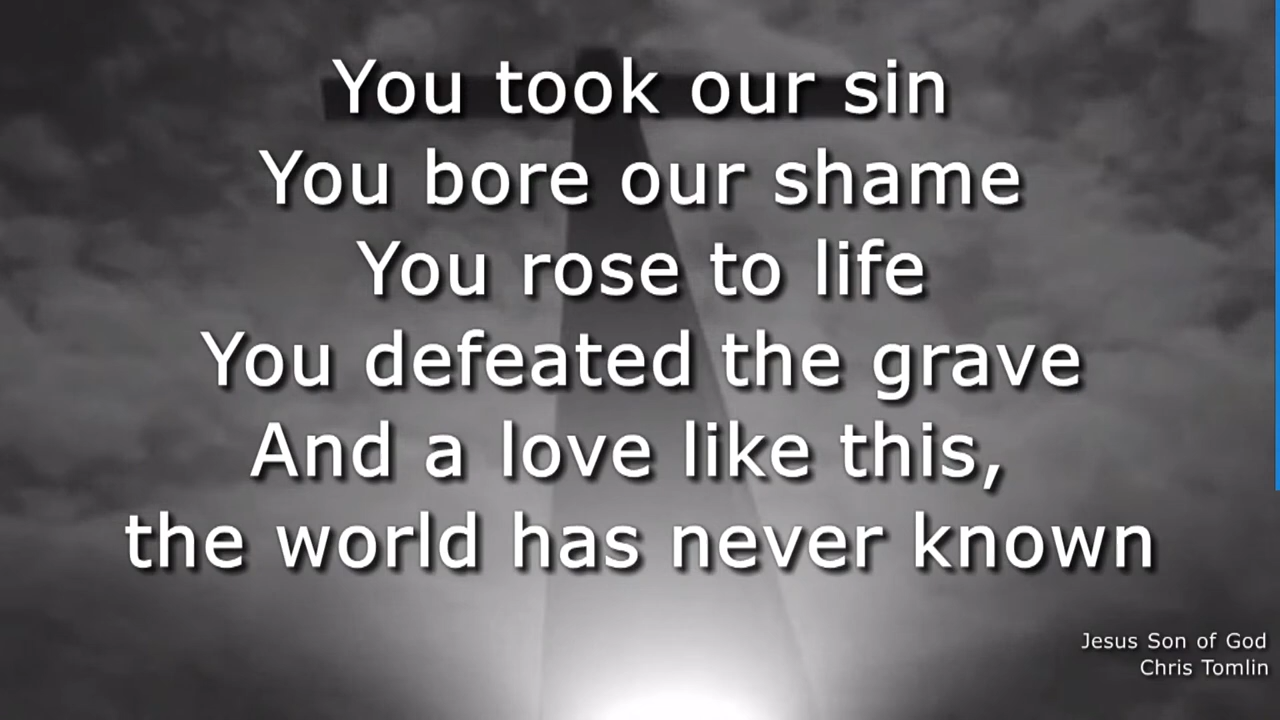 You took our sin
You bore our shame
You rose to life
You defeated the grave
And a love like this,
the world has never known
Jesus Son of God
Chris Tomlin